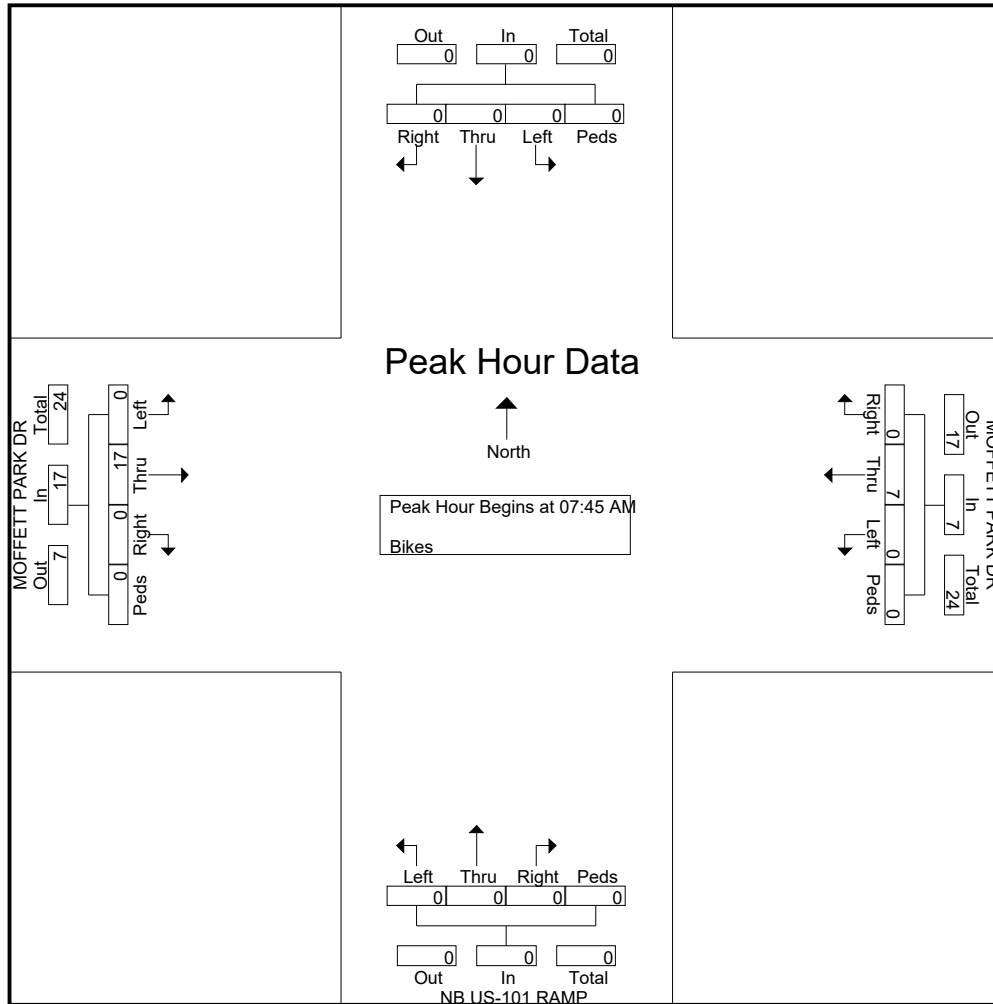 Out In Total
0 0 0
0 0 0 0
Right Thru Left Peds
Peak Hour Data
North
Peak Hour Begins at 07:45 AM
Bikes
MOFFETT PARK DR
Out In Total
7 17 24
0 0 17 0
Peds Right Thru Left
MOFFETT PARK DR
Out In Total
17 7 24
0 7 0 0
Right Thru Left Peds
Left Thru Right Peds
0 0 0 0
0 0 0
Out In Total
NB US-101 RAMP